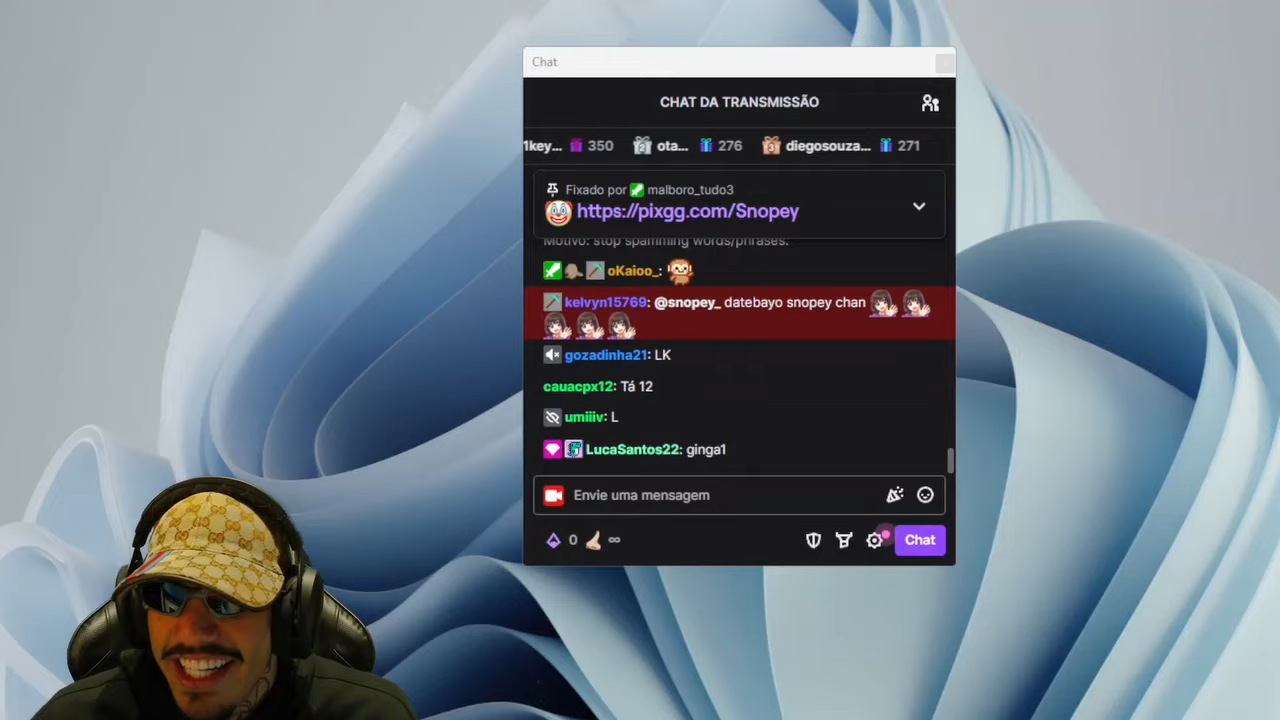 Chat
CHAT DA TRANSMISSÃO
1key... 350 2 ota... 276 3 diegosouza... 271
Fixado por malboro_tudo3
https://pixgg.com/Snopey
Motivo: stop spamming words/phrases.
oKaioo_:
kelvyn15769: @snopey_ datebayo snopey chan
gozadinha21: LK
cauacpx12: Tá 12
umiiiv: L
LucaSantos22: ginga1
Envie uma mensagem
0 ∞ Chat